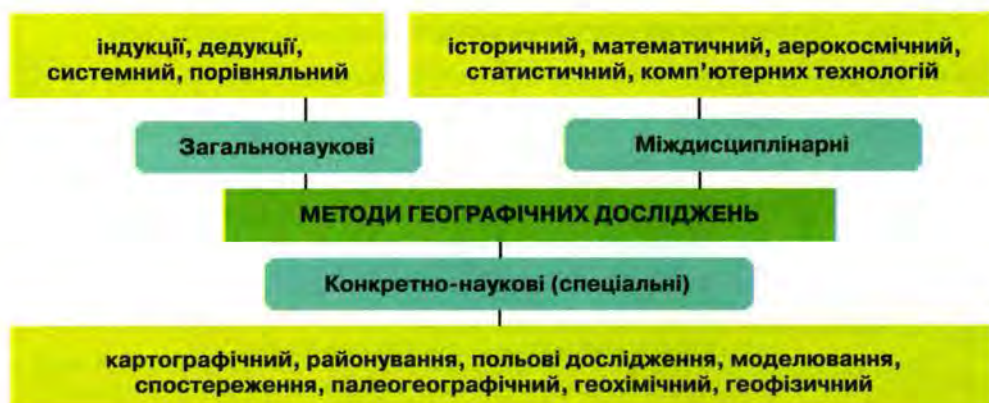 індукції, дедукції,
системний, порівняльний
історичний, математичний, аерокосмічний,
статистичний, комп'ютерних технологій
Загальнонаукові
Міждисциплінарні
МЕТОДИ ГЕОГРАФІЧНИХ ДОСЛІДЖЕНЬ
Конкретно-наукові (спеціальні)
картографічний, районування, польові дослідження, моделювання,
спостереження, палеогеографічний, геохімічний, геофізичний